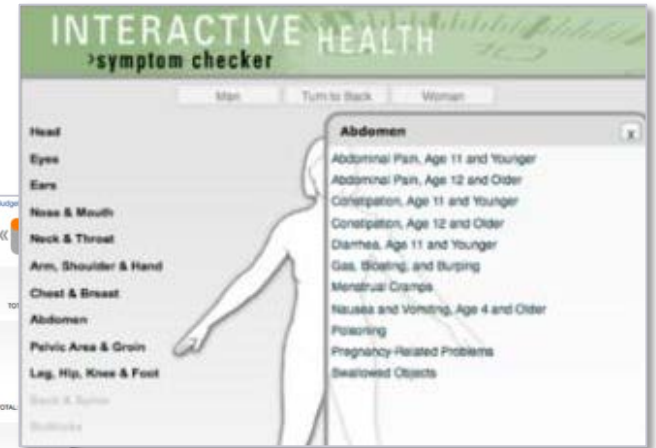 INTERACTIVE HEALTH
>symptom checker
Man
Turn to Back
Woman
Head
Eyes
Ears
Nose & Mouth
Neck & Throat
Arm, Shoulder & Hand
Chest & Breast
Abdomen
Pelvic Area & Groin
Leg, Hip, Knee & Foot
Back & Spine
Buttocks
Abdomen
x
Abdominal Pain, Age 11 and Younger
Abdominal Pain, Age 12 and Older
Constipation, Age 11 and Younger
Constipation, Age 12 and Older
Diarrhea, Age 11 and Younger
Gas, Bloating, and Burping
Menstrual Cramps
Nausea and Vomiting, Age 4 and Older
Poisoning
Pregnancy-Related Problems
Swallowed Objects